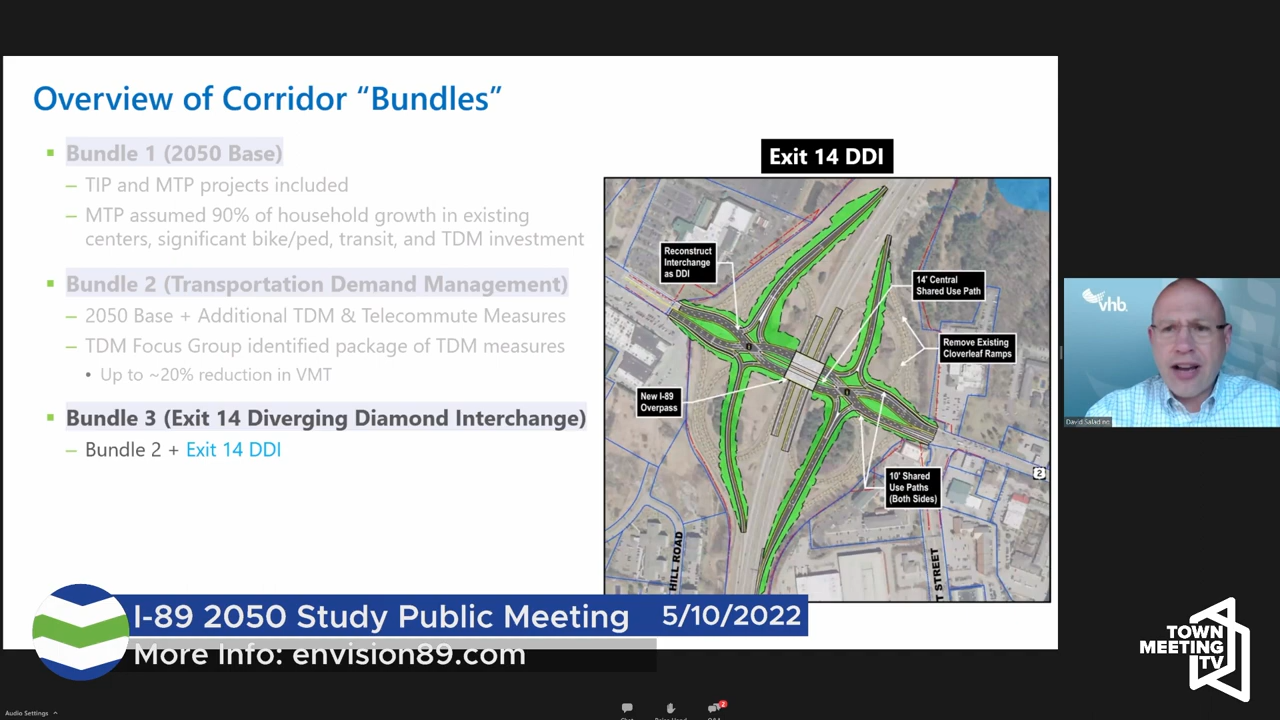 Overview of Corridor “Bundles”
Bundle 1 (2050 Base)
– TIP and MTP projects included
– MTP assumed 90% of household growth in existing
centers, significant bike/ped, transit, and TDM investment
Bundle 2 (Transportation Demand Management)
– 2050 Base + Additional TDM & Telecommute Measures
– TDM Focus Group identified package of TDM measures
• Up to ~20% reduction in VMT
Bundle 3 (Exit 14 Diverging Diamond Interchange)
– Bundle 2 + Exit 14 DDI
Exit 14 DDI
Reconstruct
Interchange
as DDI
14' Central
Shared Use Path
Remove Existing
Cloverleaf Ramps
New I-89
Overpass
10' Shared
Use Paths
(Both Sides)
2
HILL ROAD
T STREET
vhb
David Saladino
I-89 2050 Study Public Meeting 5/10/2022
More Info: envision89.com
TOWN
MEETING
TV
Audio Settings
2